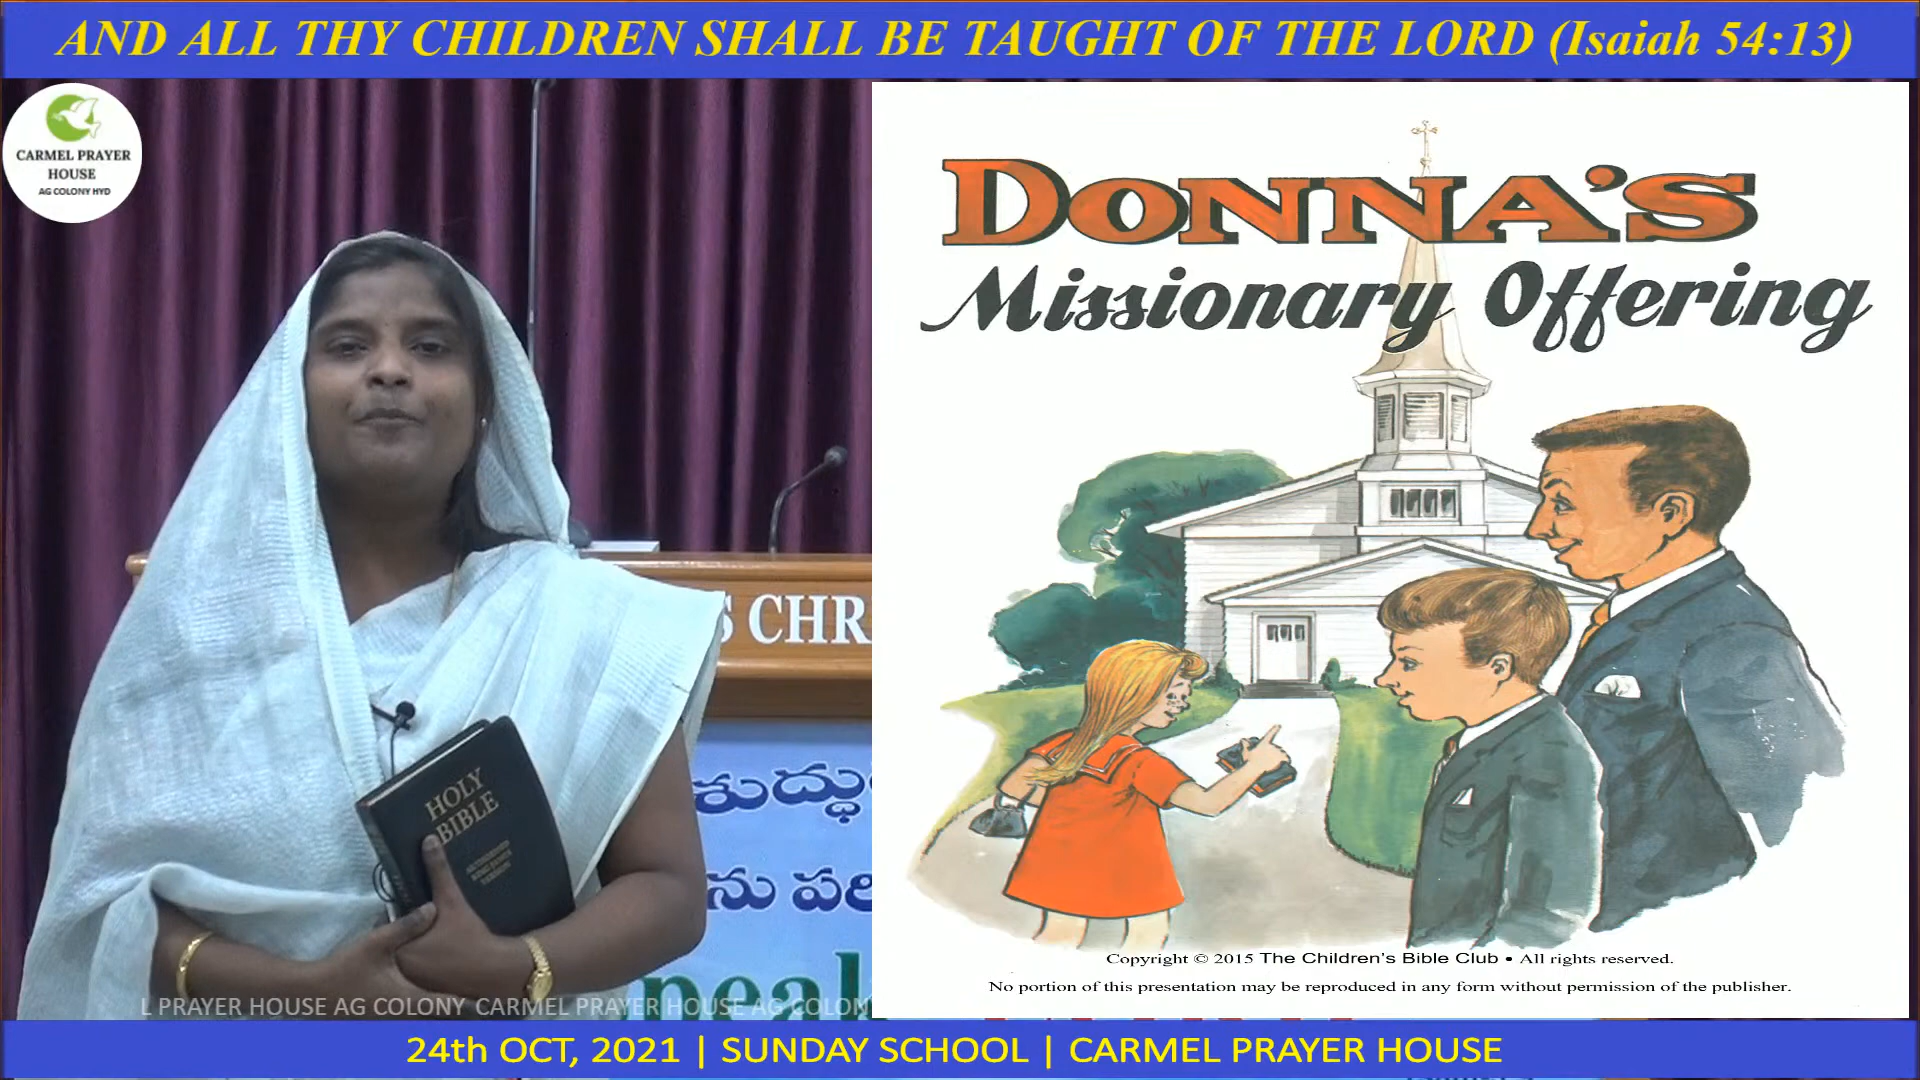 AND ALL THY CHILDREN SHALL BE TAUGHT OF THE LORD (Isaiah 54:13)
CARMEL PRAYER
HOUSE
AG COLONY HYD
DONNA'S
Missionary Offering
S CHR
HOLY
BIBLE
శుద్ధు
ను పరి
peak
L PRAYER HOUSE AG COLONY CARMEL PRAYER HOUSE AG COLON
Copyright © 2015 The Children's Bible Club • All rights reserved.
No portion of this presentation may be reproduced in any form without permission of the publisher.
24th OCT, 2021 | SUNDAY SCHOOL | CARMEL PRAYER HOUSE